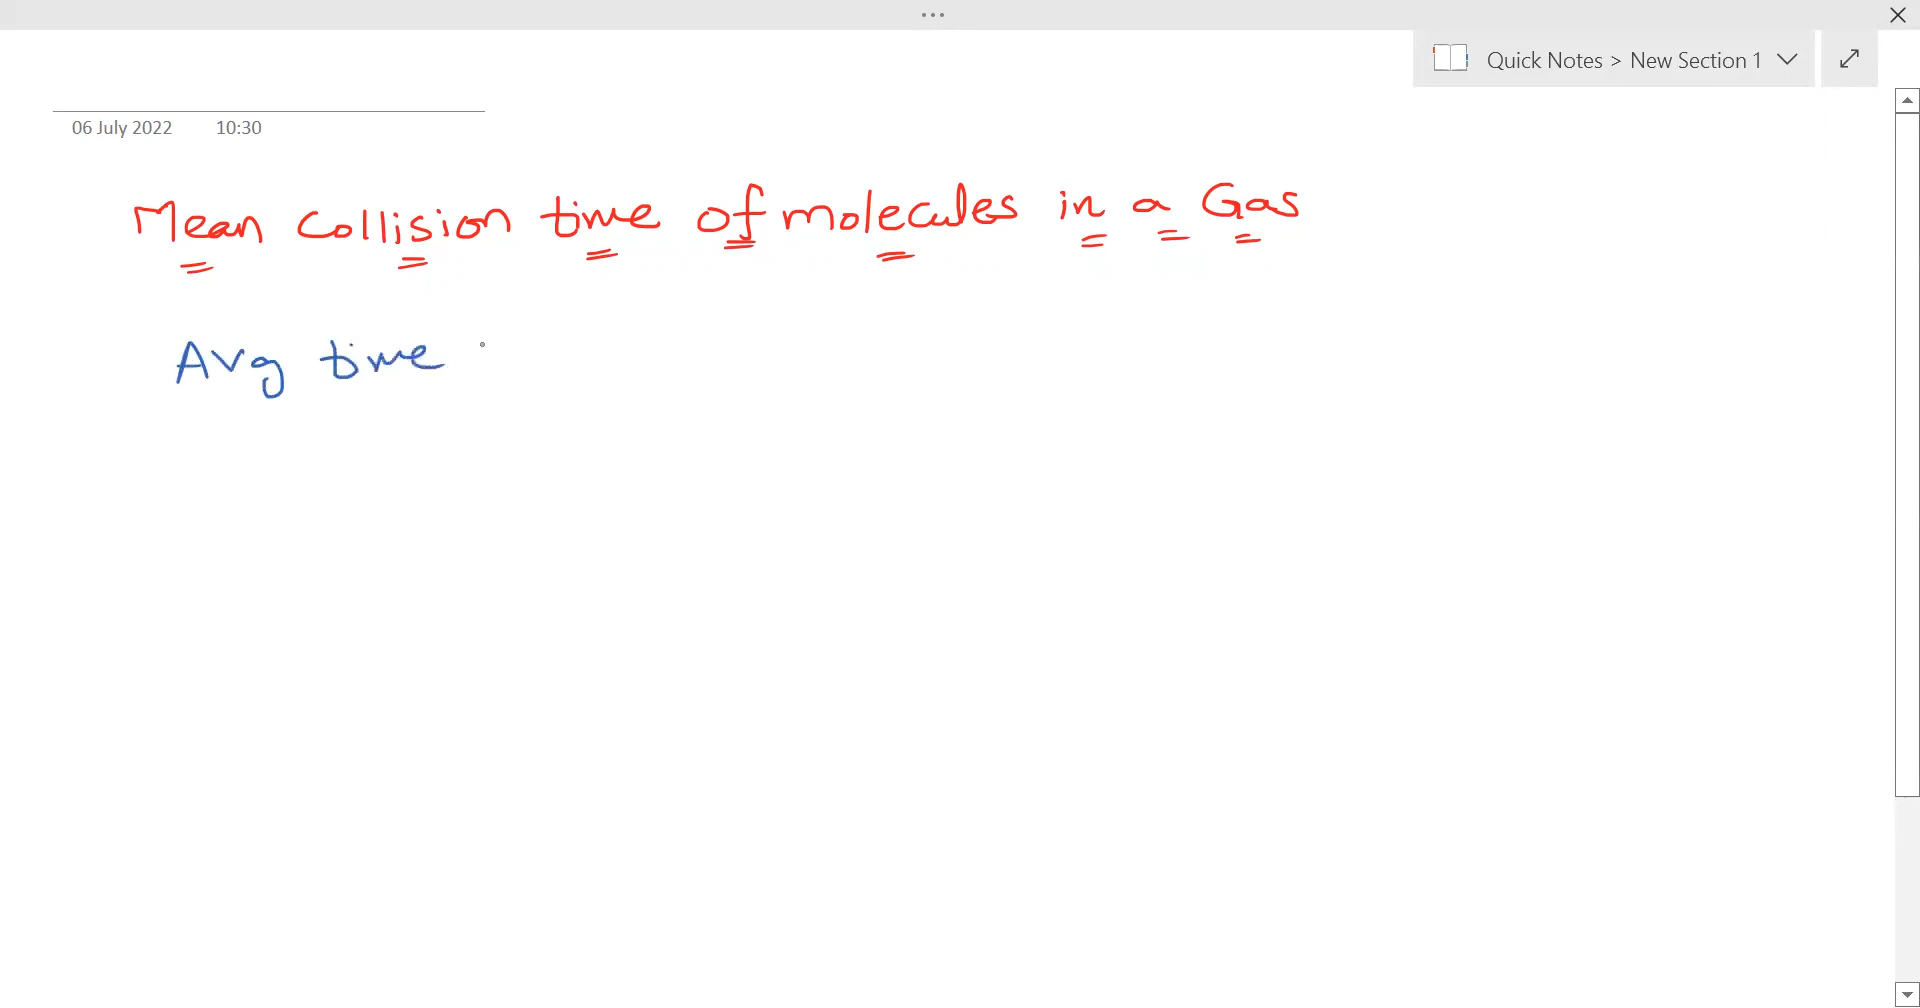 Quick Notes > New Section 1
06 July 2022 10:30
Mean collision time of molecules in a Gas
Avg time